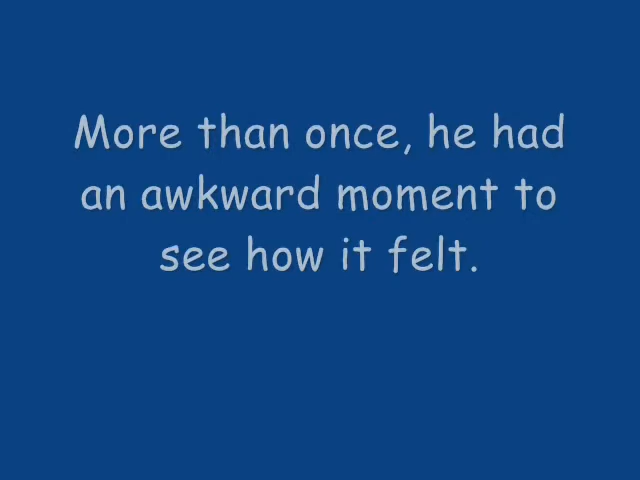 More than once, he had
an awkward moment to
see how it felt.